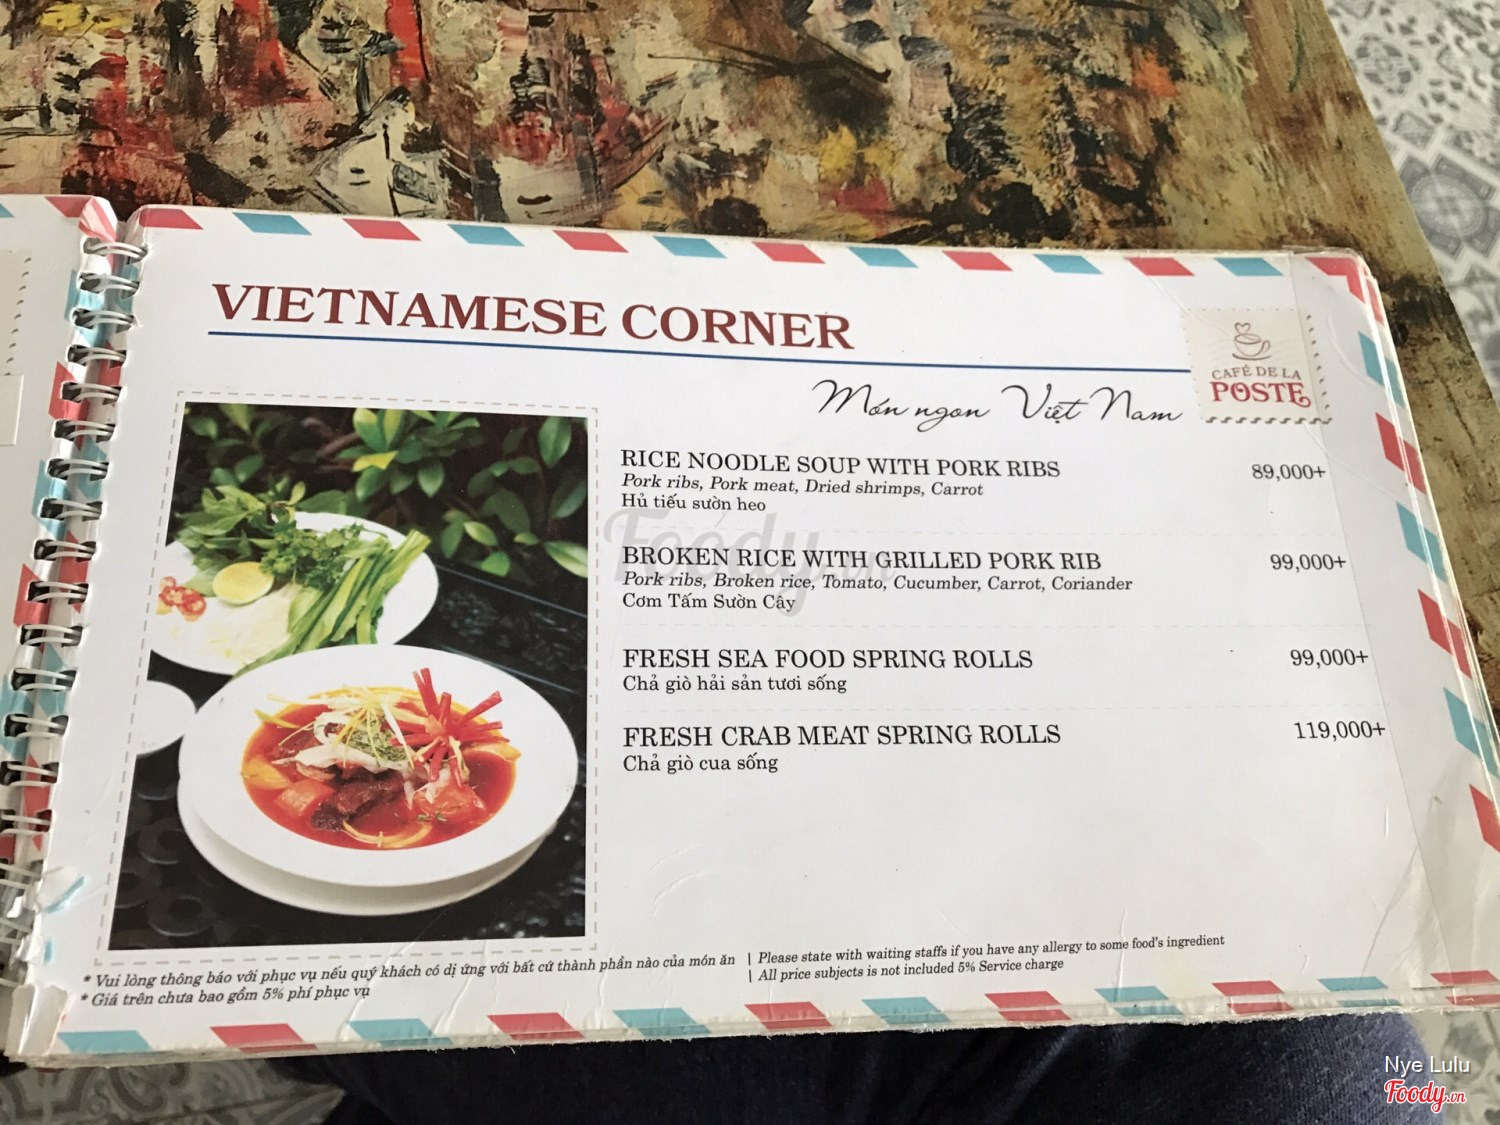 VIETNAMESE CORNER
CAFÉ DE LA
POSTE
Món ngon Việt Nam
RICE NOODLE SOUP WITH PORK RIBS 89,000+
Pork ribs, Pork meat, Dried shrimps, Carrot
Hủ tiếu sườn heo
BROKEN RICE WITH GRILLED PORK RIB 99,000+
Pork ribs, Broken rice, Tomato, Cucumber, Carrot, Coriander
Cơm Tấm Sườn Cây
FRESH SEA FOOD SPRING ROLLS 99,000+
Chả giò hải sản tươi sống
FRESH CRAB MEAT SPRING ROLLS 119,000+
Chả giò cua sống
* Vui lòng thông báo với phục vụ nếu quý khách có dị ứng với bất cứ thành phần nào của món ăn | Please state with waiting staffs if you have any allergy to some food's ingredient
* Giá trên chưa bao gồm 5% phí phục vụ | All price subjects is not included 5% Service charge
Foody.vn
Nye Lulu
Foody.vn